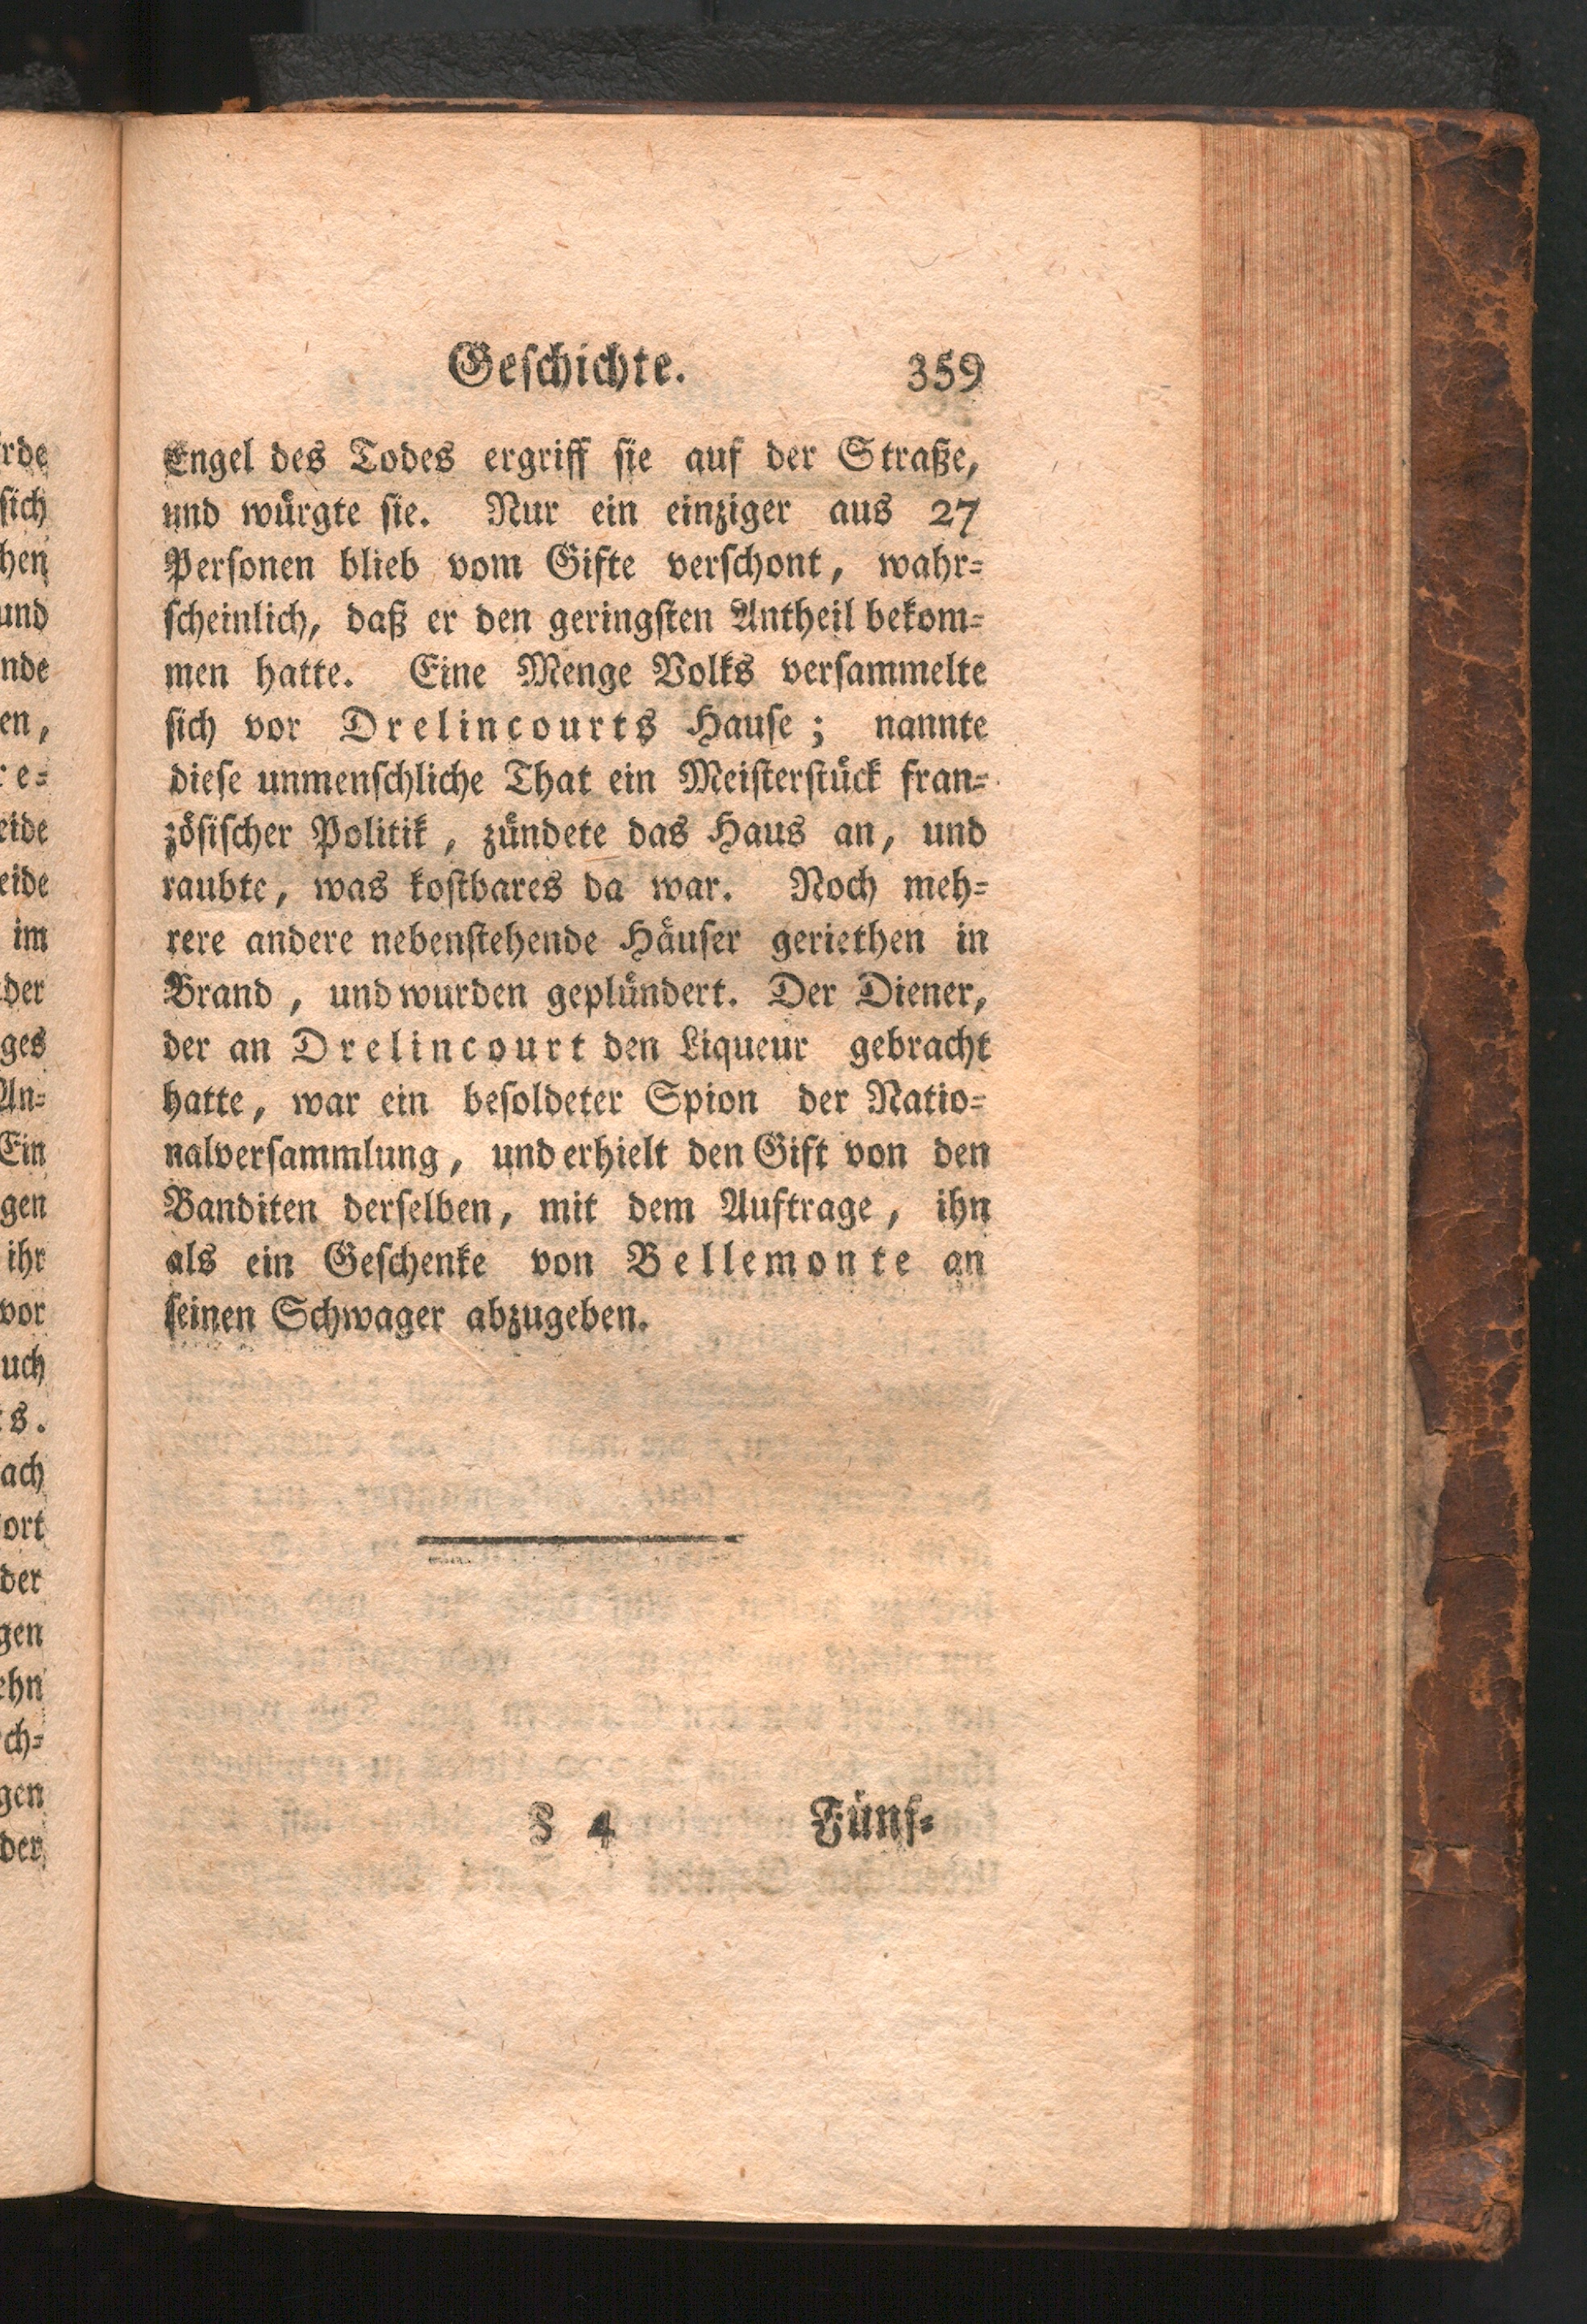 Geschichte. 359
Engel des Todes ergriff sie auf der Straße,
und würgte sie. Nur ein einziger aus 27
Personen blieb vom Gifte verschont, wahr-
scheinlich, daß er den geringsten Antheil bekom-
men hatte. Eine Menge Volks versammelte
sich vor Drelincourts Hause; nannte
diese unmenschliche That ein Meisterstück fran-
zösischer Politik, zündete das Haus an, und
raubte, was kostbares da war. Noch meh-
rere andere nebenstehende Häuser geriethen in
Brand, und wurden geplündert. Der Diener,
der an Drelincourt den Liqueur gebracht
hatte, war ein besoldeter Spion der Natio-
nalversammlung, und erhielt den Gift von den
Banditen derselben, mit dem Auftrage, ihn
als ein Geschenke von Bellemonte an
seinen Schwager abzugeben.
4 Fünf-